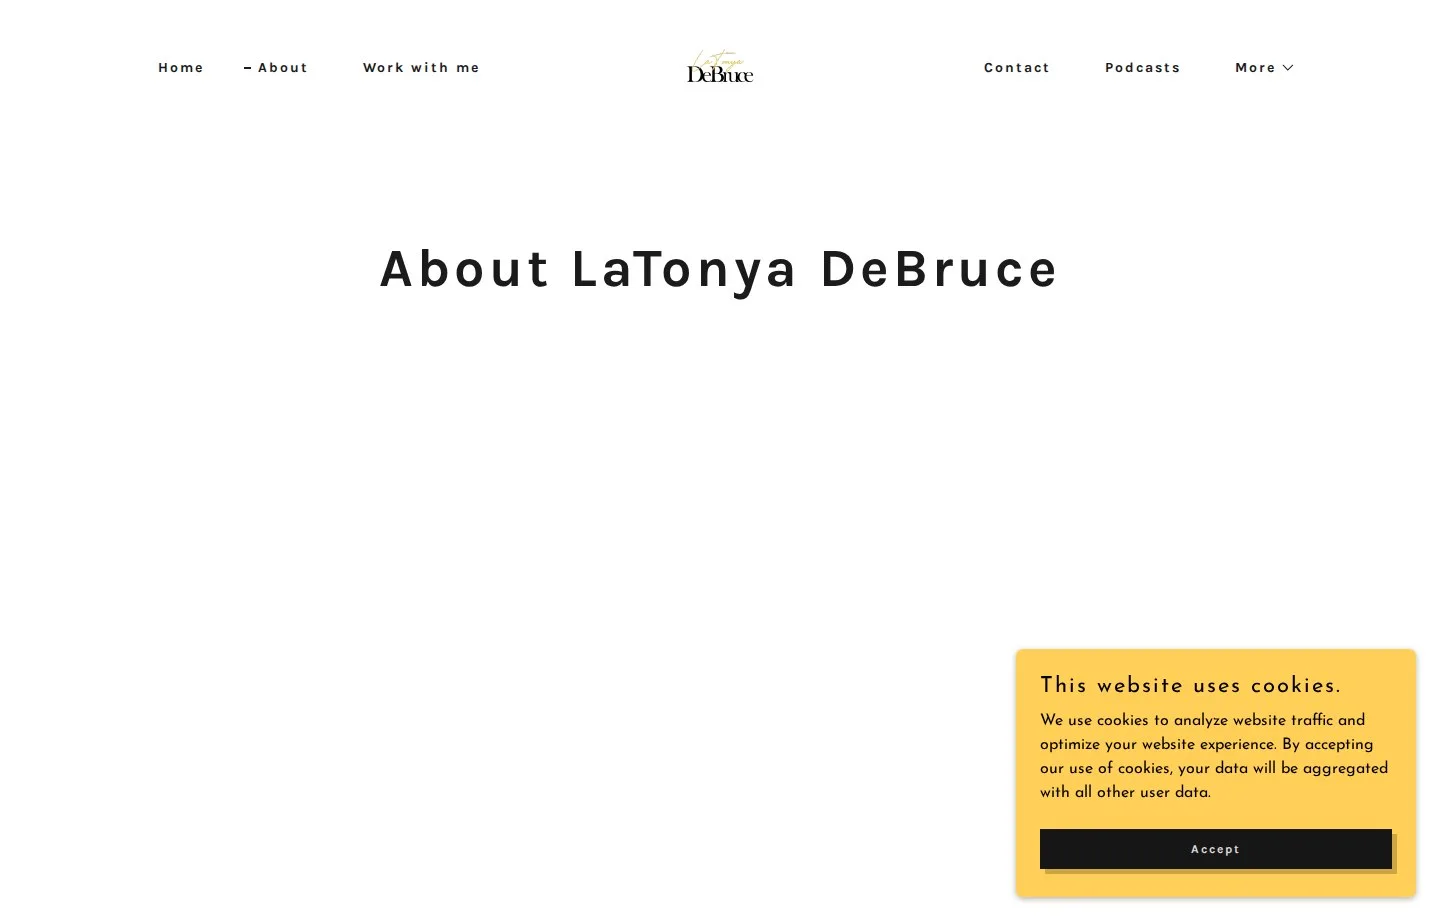 Home
About
Work with me
LaTonya
DeBruce
Contact
Podcasts
More
About LaTonya DeBruce
This website uses cookies.
We use cookies to analyze website traffic and
optimize your website experience. By accepting
our use of cookies, your data will be aggregated
with all other user data.
Accept